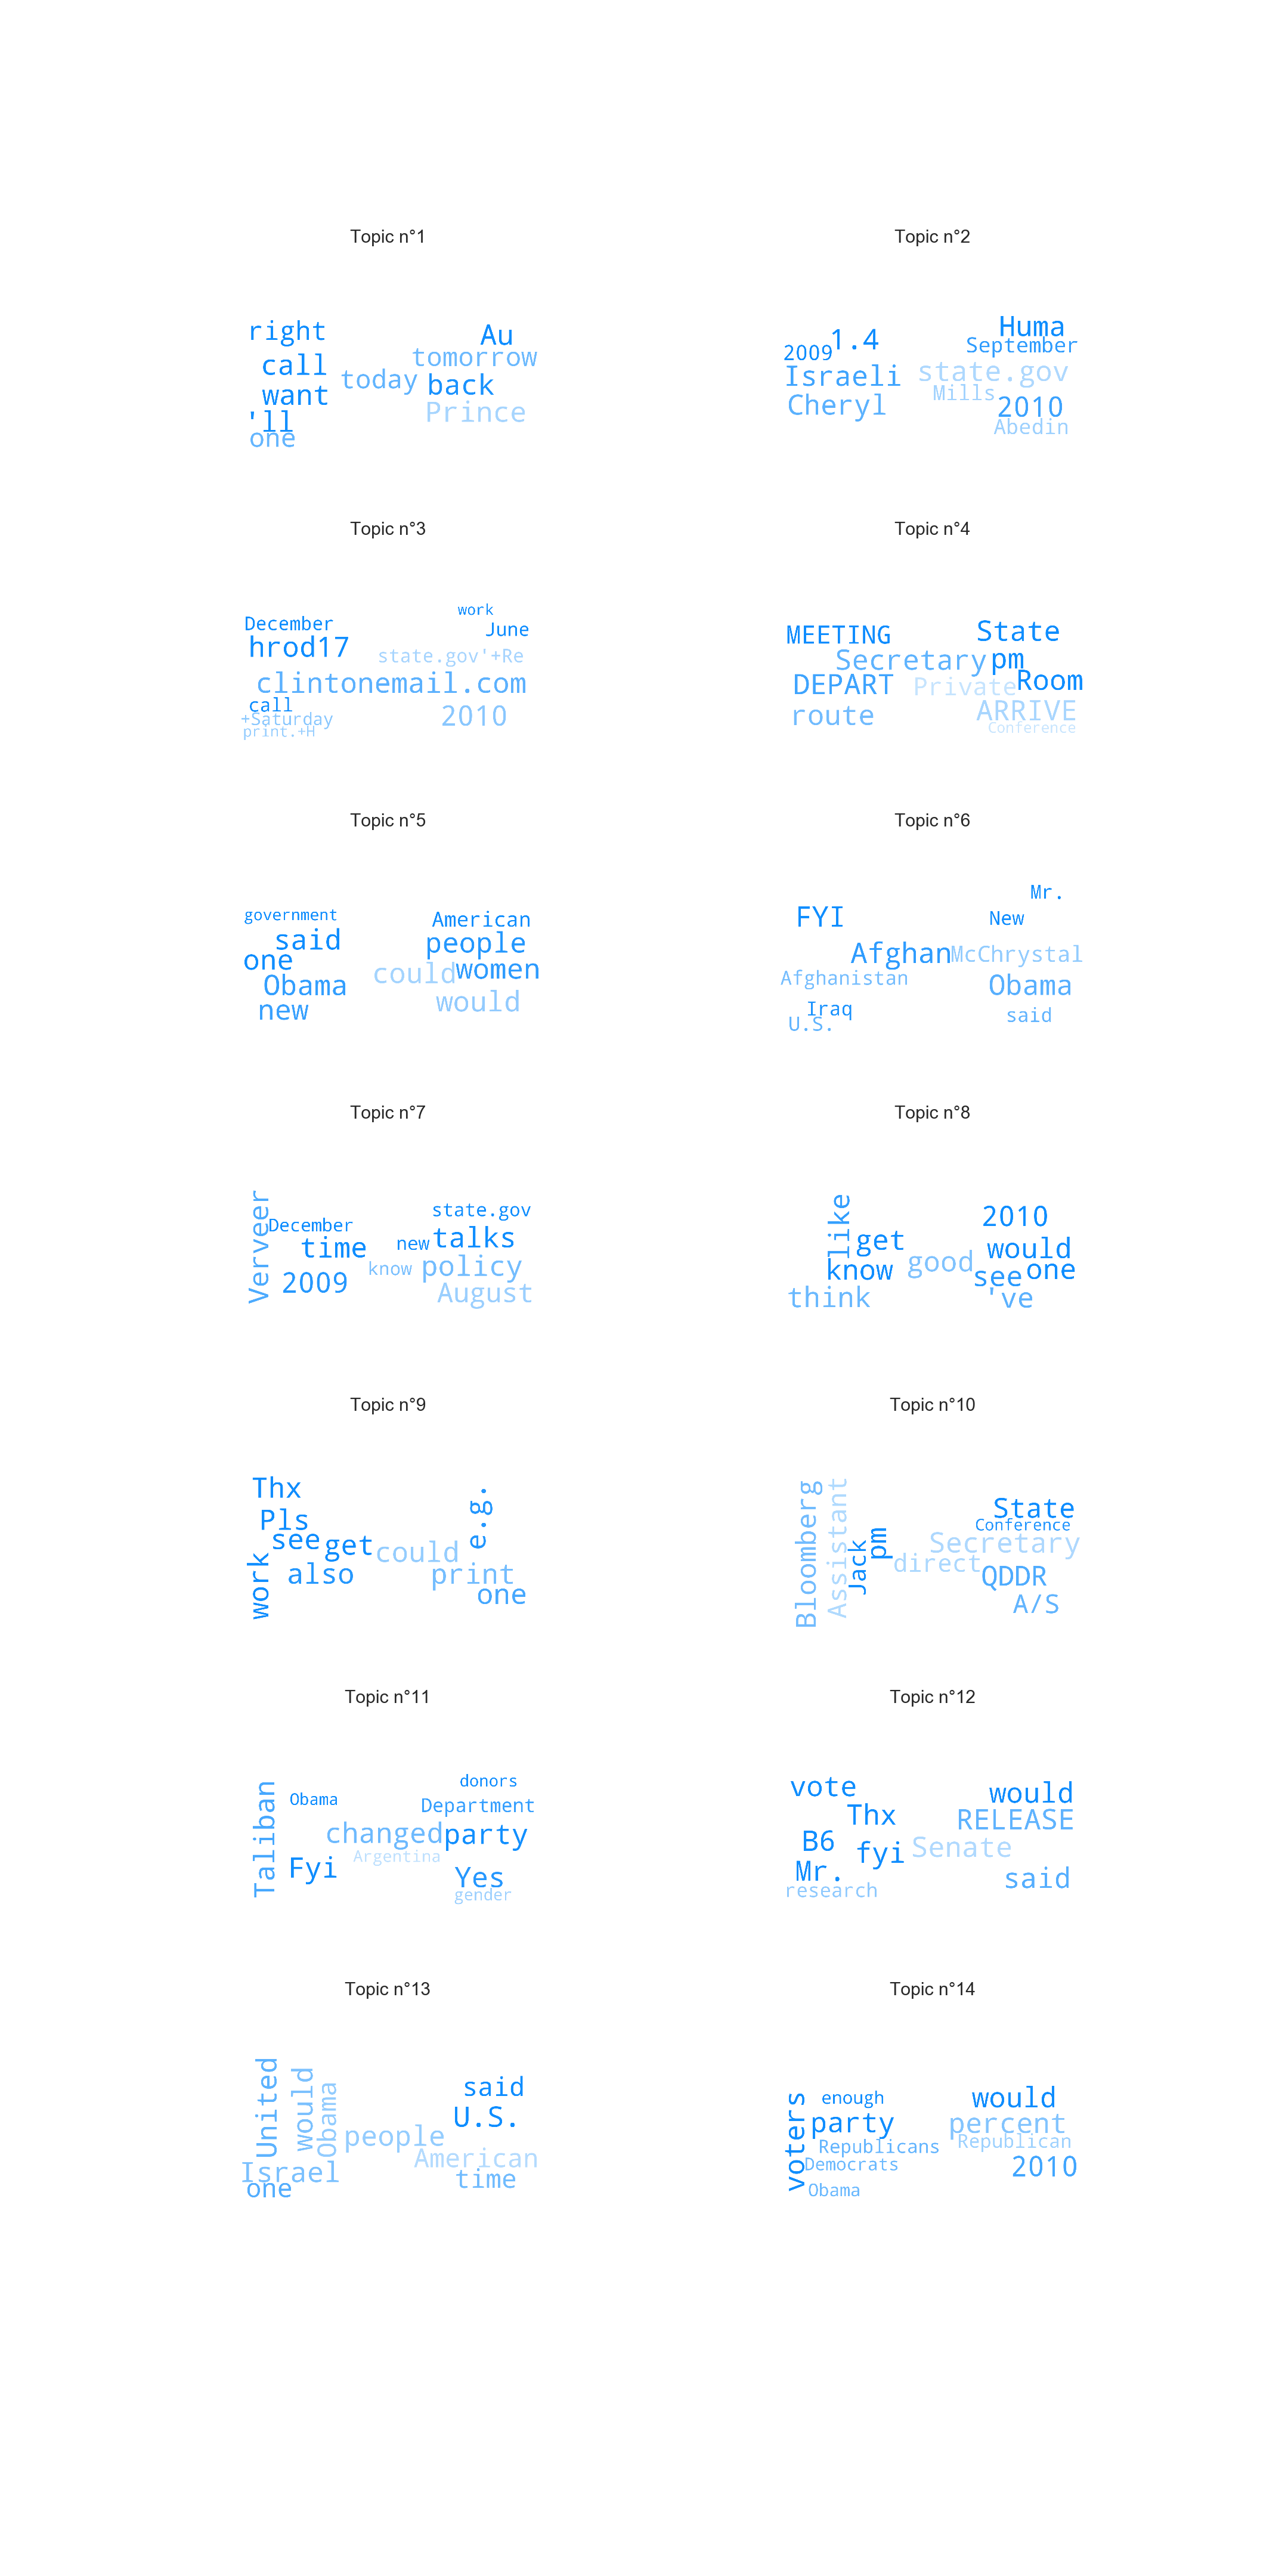 Topic n°1
right
call
want
'll
one
today
Au
tomorrow
back
Prince
Topic n°2
1.4
2009
Israeli
Cheryl
Huma
September
state.gov
Mills
2010
Abedin
Topic n°3
December
hrod17
clintonemail.com
call
+Saturday
print.+H
work
June
state.gov'+Re
2010
Topic n°4
MEETING
Secretary
DEPART
route
State
pm
Private
Room
ARRIVE
Conference
Topic n°5
government
said
one
Obama
new
American
people
could
women
would
Topic n°6
FYI
Afghan
Afghanistan
Iraq
U.S.
Mr.
New
McChrystal
Obama
said
Topic n°7
Verveer
December
time
2009
state.gov
new
talks
know
policy
August
Topic n°8
like
get
know
think
good
2010
would
see
one
've
Topic n°9
Thx
Pls
see
get
work
also
could
e.g.
print
one
Topic n°10
Bloomberg
Assistant
Jack
pm
direct
State
Conference
Secretary
QDDR
A/S
Topic n°11
Taliban
Obama
changed
Argentina
Fyi
donors
Department
party
Yes
gender
Topic n°12
vote
Thx
B6
fyi
Mr.
research
would
RELEASE
Senate
said
Topic n°13
United
would
Obama
Israel
one
people
said
U.S.
American
time
Topic n°14
voters
enough
party
Republicans
Democrats
Obama
would
percent
Republican
2010